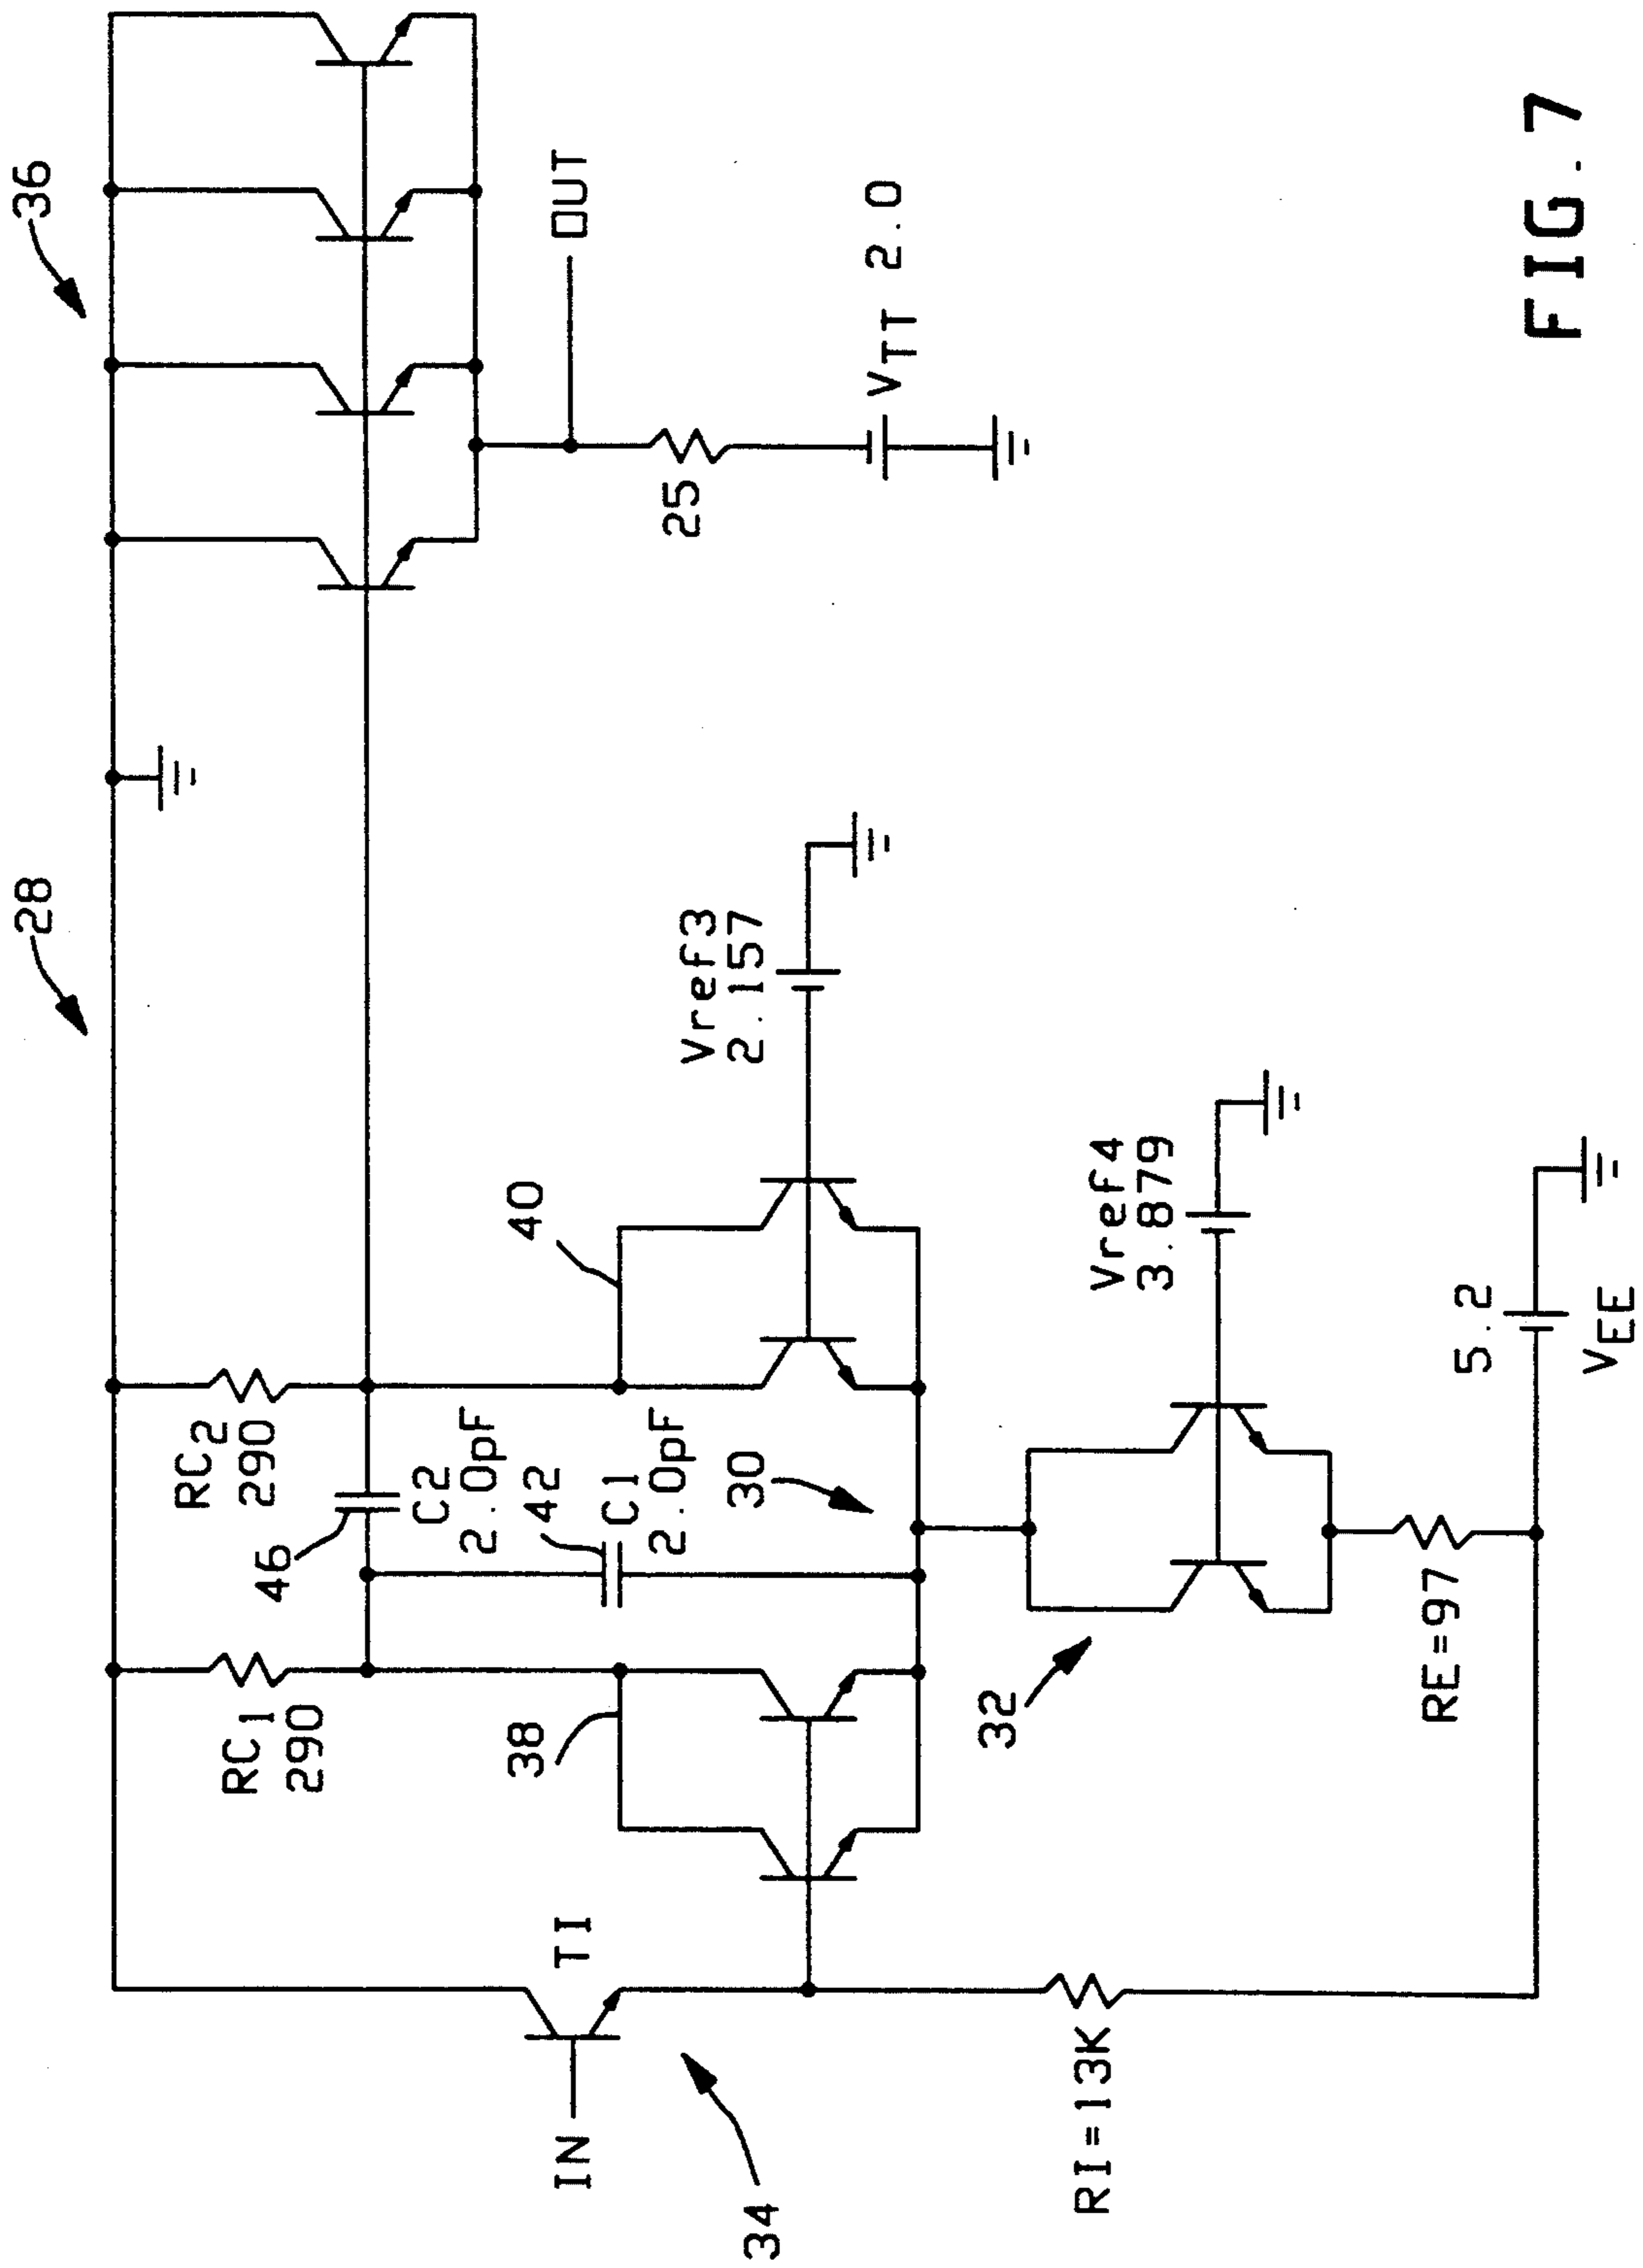 28
36
RC1
290
RC2
290
46
C2
2.0pF
42
C1
2.0pF
38
40
30
IN
TI
34
Vref3
2.157
OUT
25
VTT 2.0
32
Vref4
3.879
RI=13K
RE=97
5.2
VEE
FIG.7